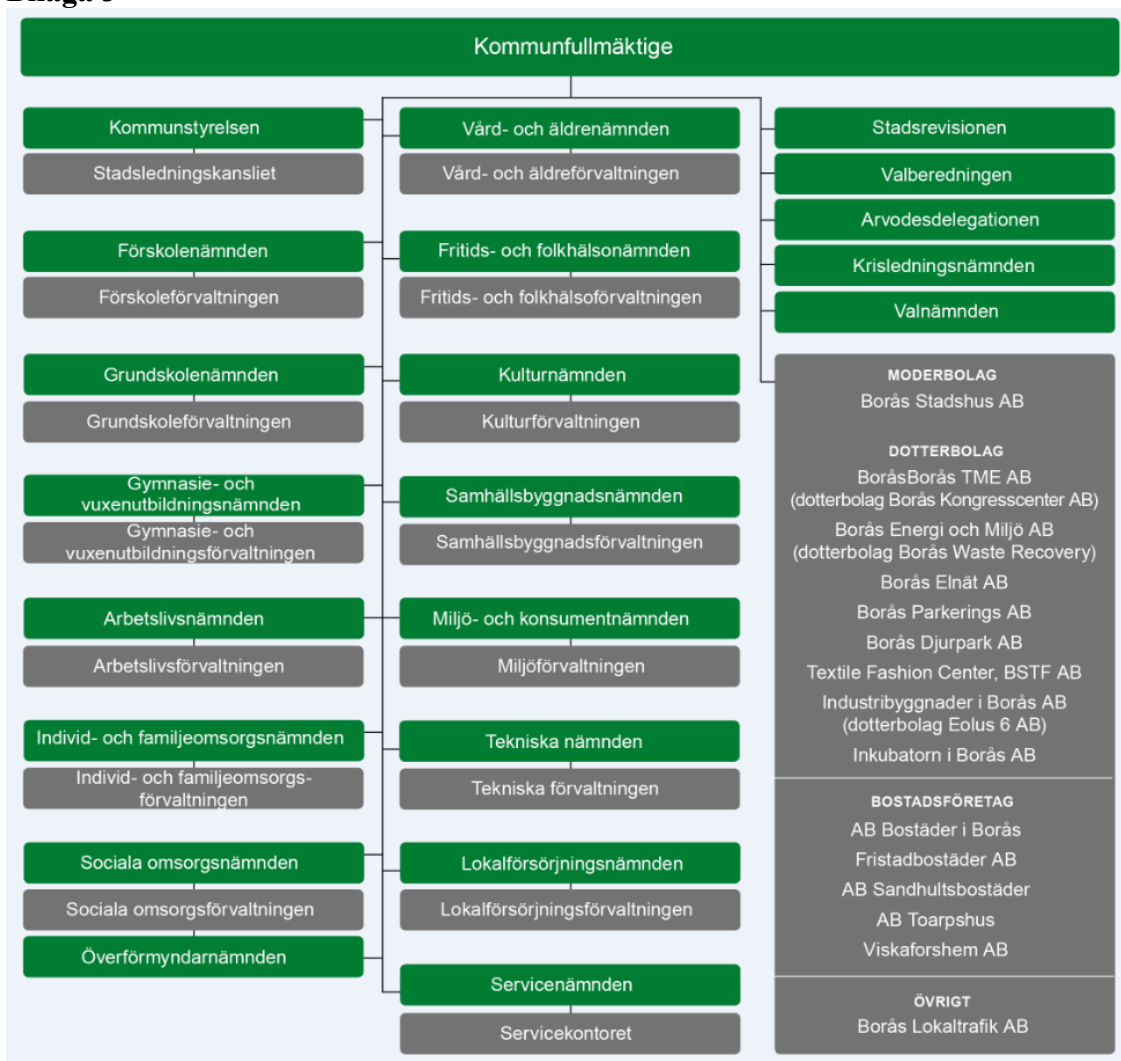 Kommunfullmäktige
Kommunstyrelsen
Stadsledningskansliet
Förskolenämnden
Förskoleförvaltningen
Grundskolenämnden
Grundskoleförvaltningen
Gymnasie- och
vuxenutbildningsnämnden
Gymnasie- och
vuxenutbildningsförvaltningen
Arbetslivsnämnden
Arbetslivsförvaltningen
Individ- och familjeomsorgsnämnden
Individ- och familjeomsorgs-
förvaltningen
Sociala omsorgsnämnden
Sociala omsorgsförvaltningen
Överförmyndarnämnden
Vård- och äldrenämnden
Vård- och äldreförvaltningen
Fritids- och folkhälsonämnden
Fritids- och folkhälsoförvaltningen
Kulturnämnden
Kulturförvaltningen
Samhällsbyggnadsnämnden
Samhällsbyggnadsförvaltningen
Miljö- och konsumentnämnden
Miljöförvaltningen
Tekniska nämnden
Tekniska förvaltningen
Lokalförsörjningsnämnden
Lokalförsörjningsförvaltningen
Servicenämnden
Servicekontoret
Stadsrevisionen
Valberedningen
Arvodesdelegationen
Krisledningsnämnden
Valnämnden
MODERBOLAG
Borås Stadshus AB
DOTTERBOLAG
BoråsBorås TME AB
(dotterbolag Borås Kongresscenter AB)
Borås Energi och Miljö AB
(dotterbolag Borås Waste Recovery)
Borås Elnät AB
Borås Parkerings AB
Borås Djurpark AB
Textile Fashion Center, BSTF AB
Industribyggnader i Borås AB
(dotterbolag Eolus 6 AB)
Inkubatorn i Borås AB
BOSTADSFÖRETAG
AB Bostäder i Borås
Fristadbostäder AB
AB Sandhultsbostäder
AB Toarpshus
Viskaforshem AB
ÖVRIGT
Borås Lokaltrafik AB